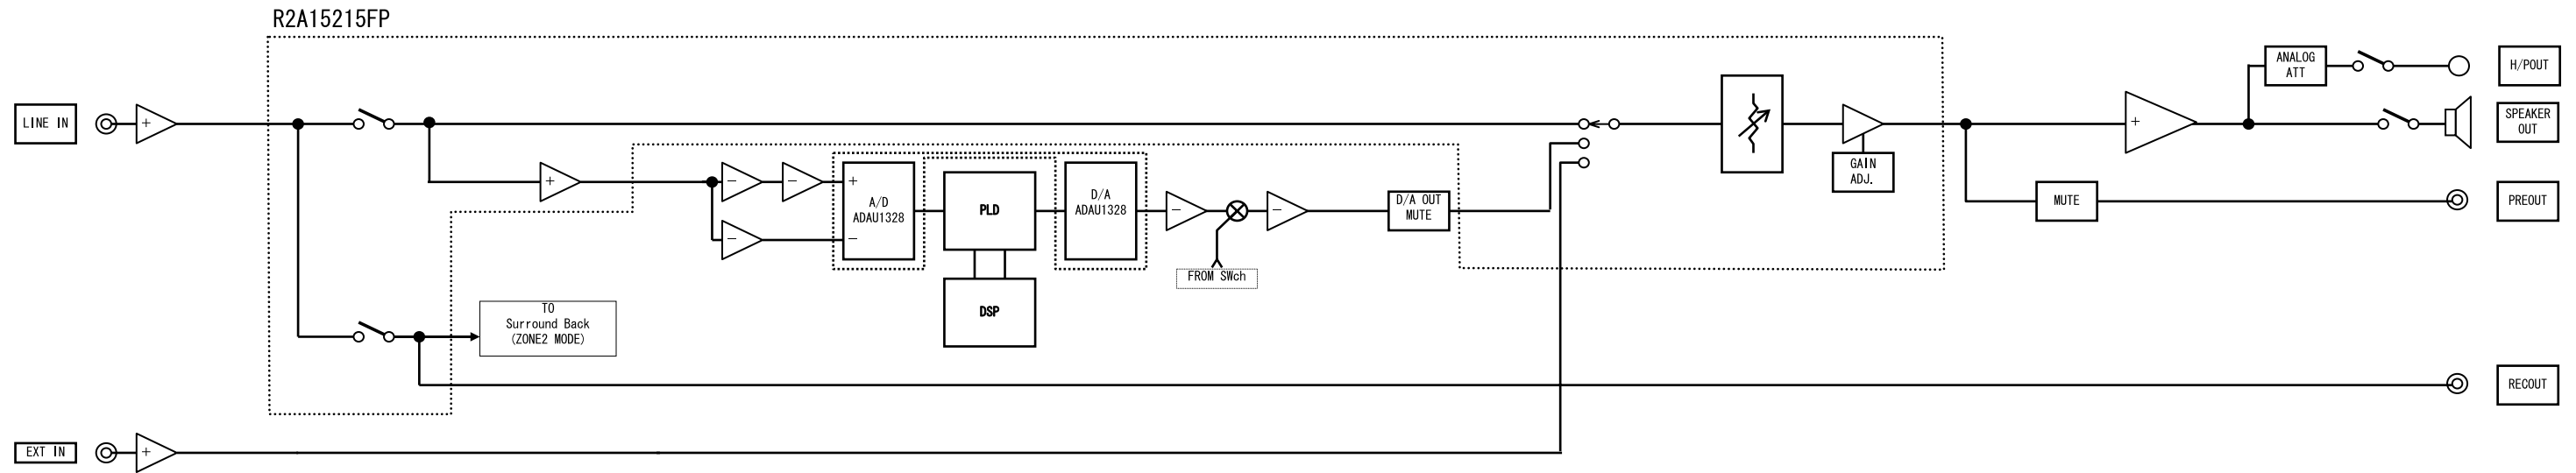 R2A15215FP
LINE IN
+
+
-
-
-
+
-
A/D
ADAU1328
PLD
DSP
D/A
ADAU1328
-
FROM SWch
-
D/A OUT
MUTE
GAIN
ADJ.
+
ANALOG
ATT
H/POUT
SPEAKER
OUT
MUTE
PREOUT
TO
Surround Back
(ZONE2 MODE)
RECOUT
EXT IN
+